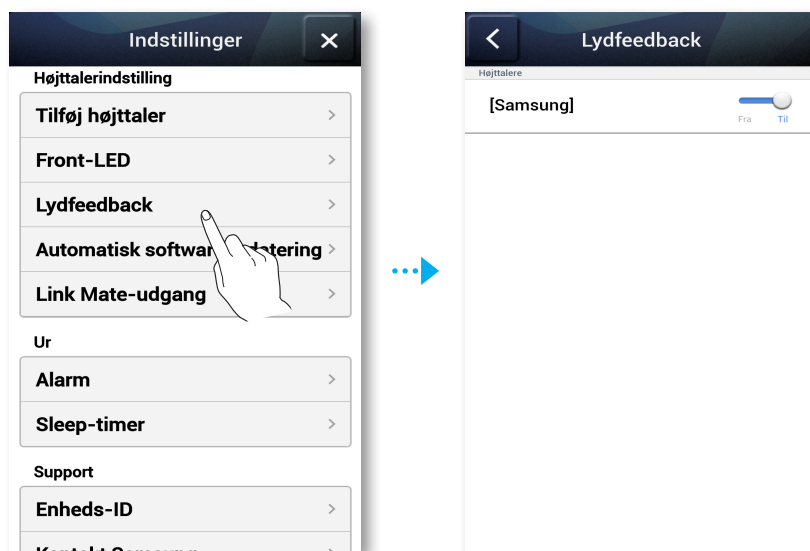 Indstillinger
Højttalerindstilling
Tilføj højttaler
Front-LED
Lydfeedback
Automatisk
Link Mate-udgang
Ur
Alarm
Sleep-timer
Support
Enheds-ID
Lydfeedback
Højttalere
[Samsung]
Fra Til